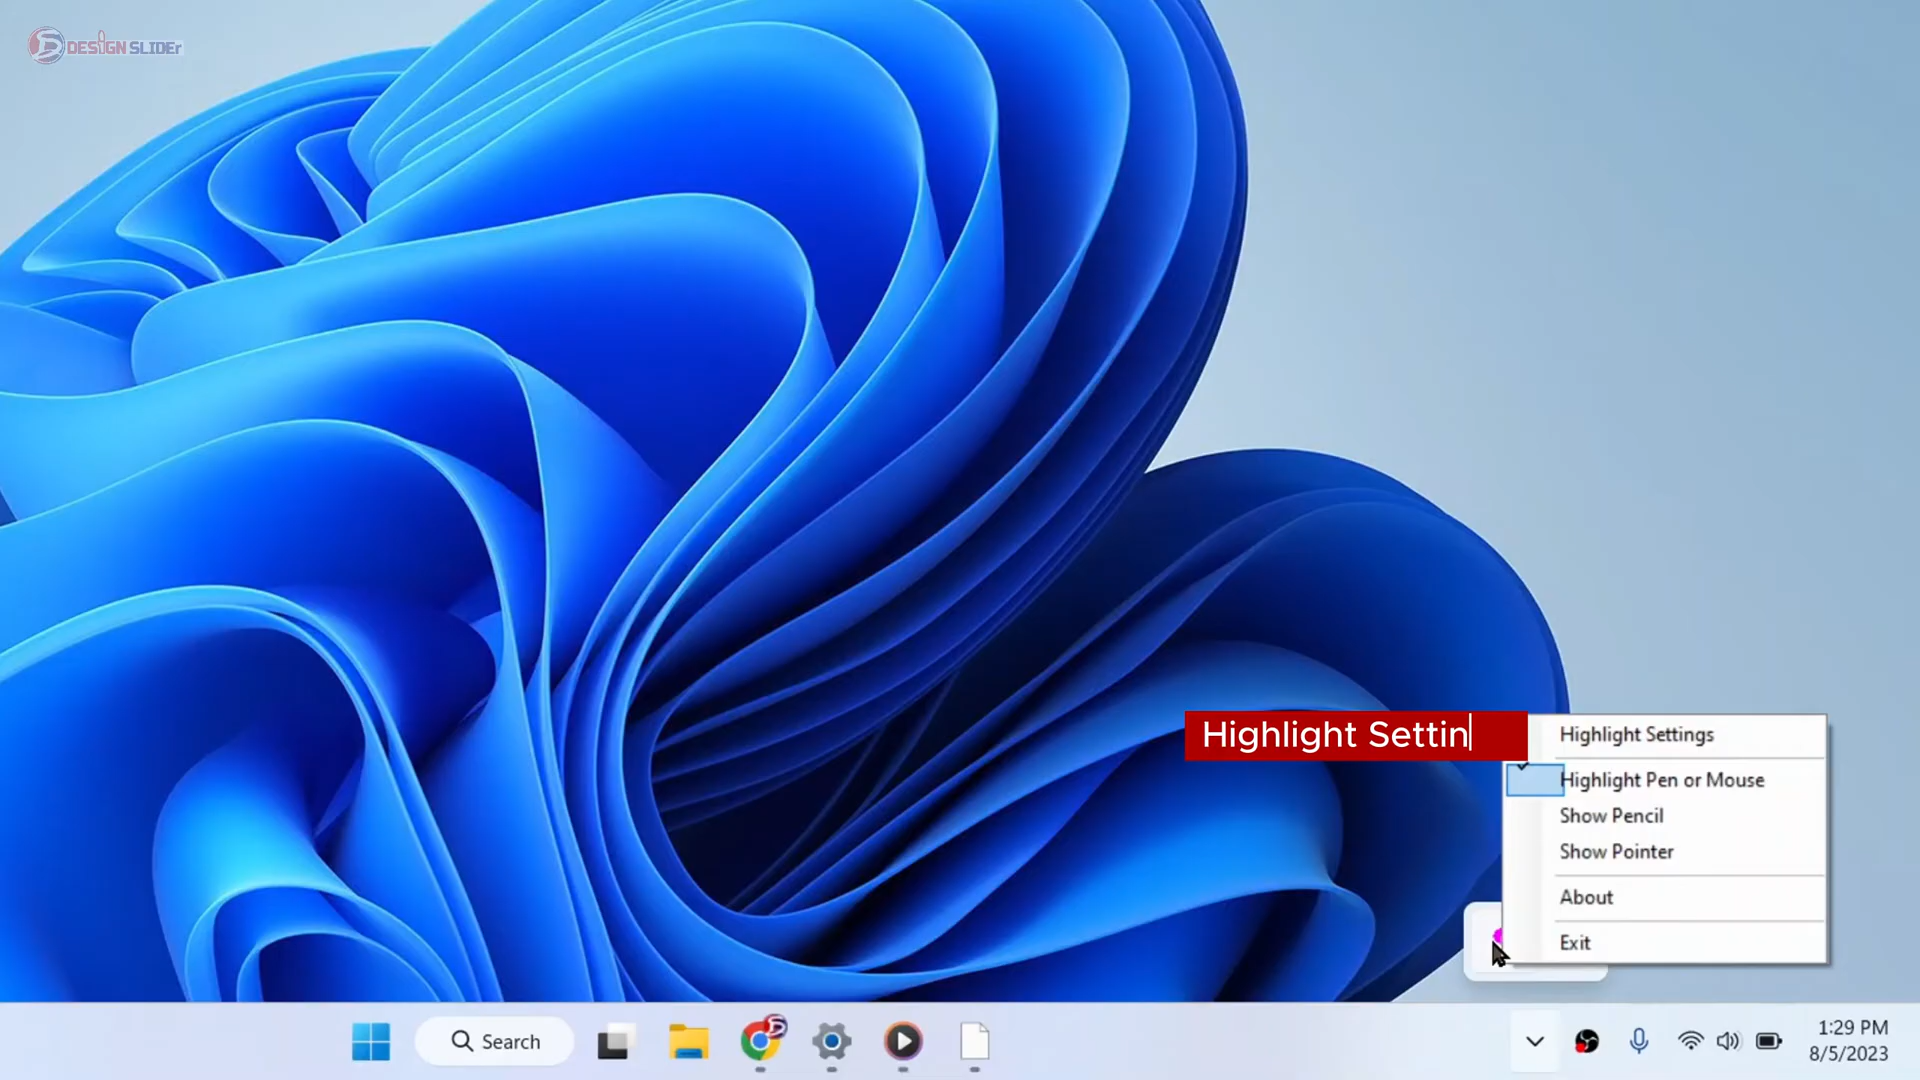 DESIGN SLIDEr
Highlight Settin
Highlight Settings
Highlight Pen or Mouse
Show Pencil
Show Pointer
About
Exit
Search
1:29 PM
8/5/2023